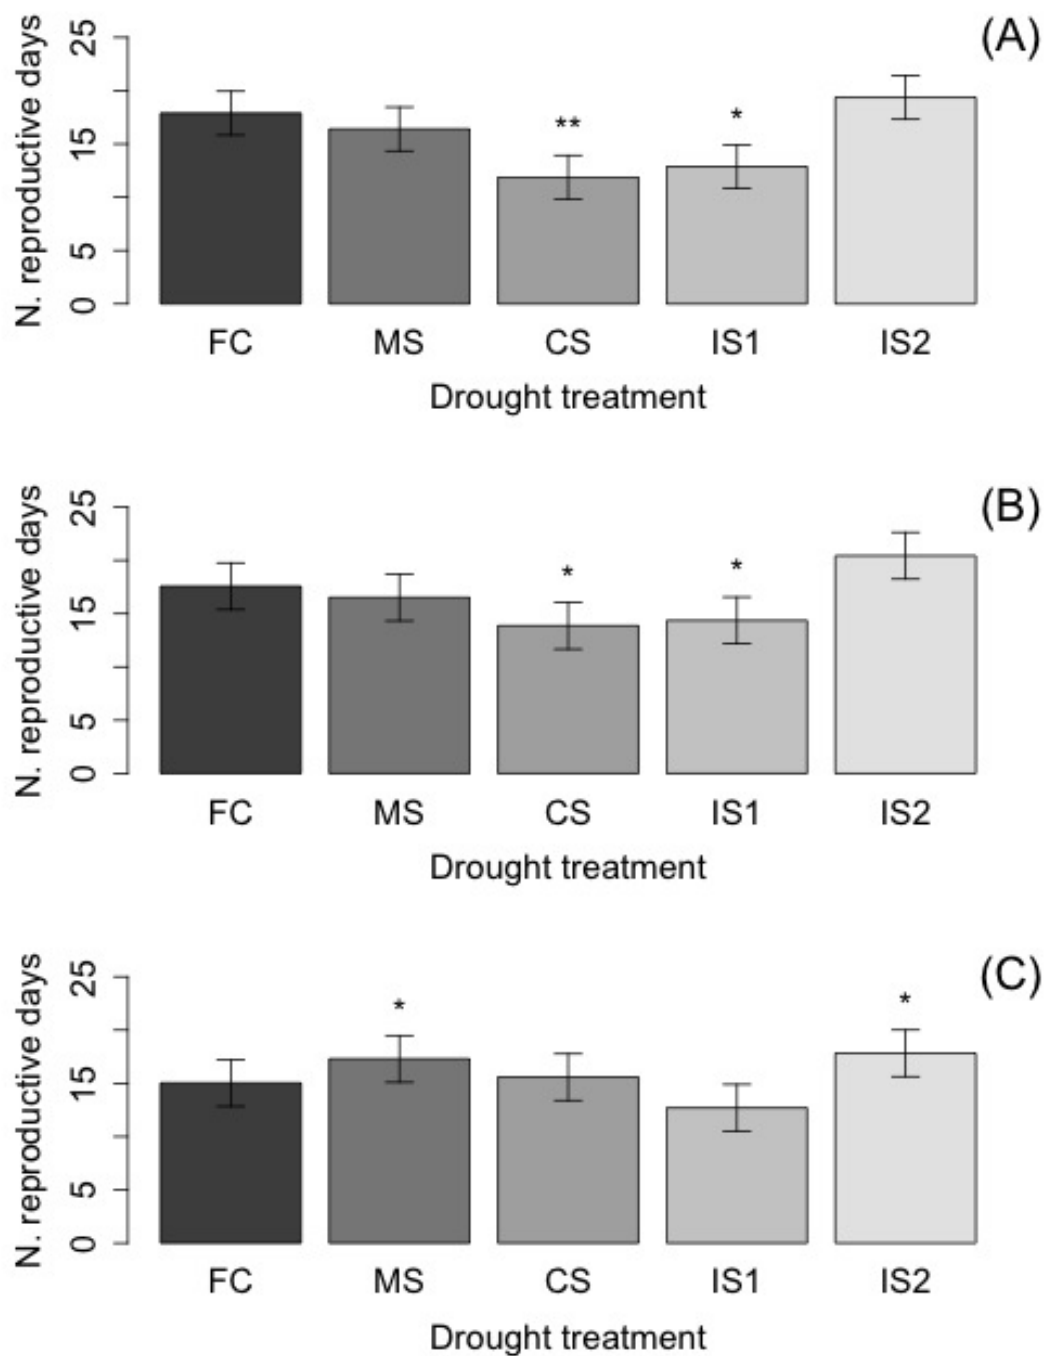 (A)
N. reproductive days
25
15
5
0
** *
FC MS CS IS1 IS2
Drought treatment
(B)
N. reproductive days
25
15
5
0
* *
FC MS CS IS1 IS2
Drought treatment
(C)
N. reproductive days
25
15
5
0
* *
FC MS CS IS1 IS2
Drought treatment